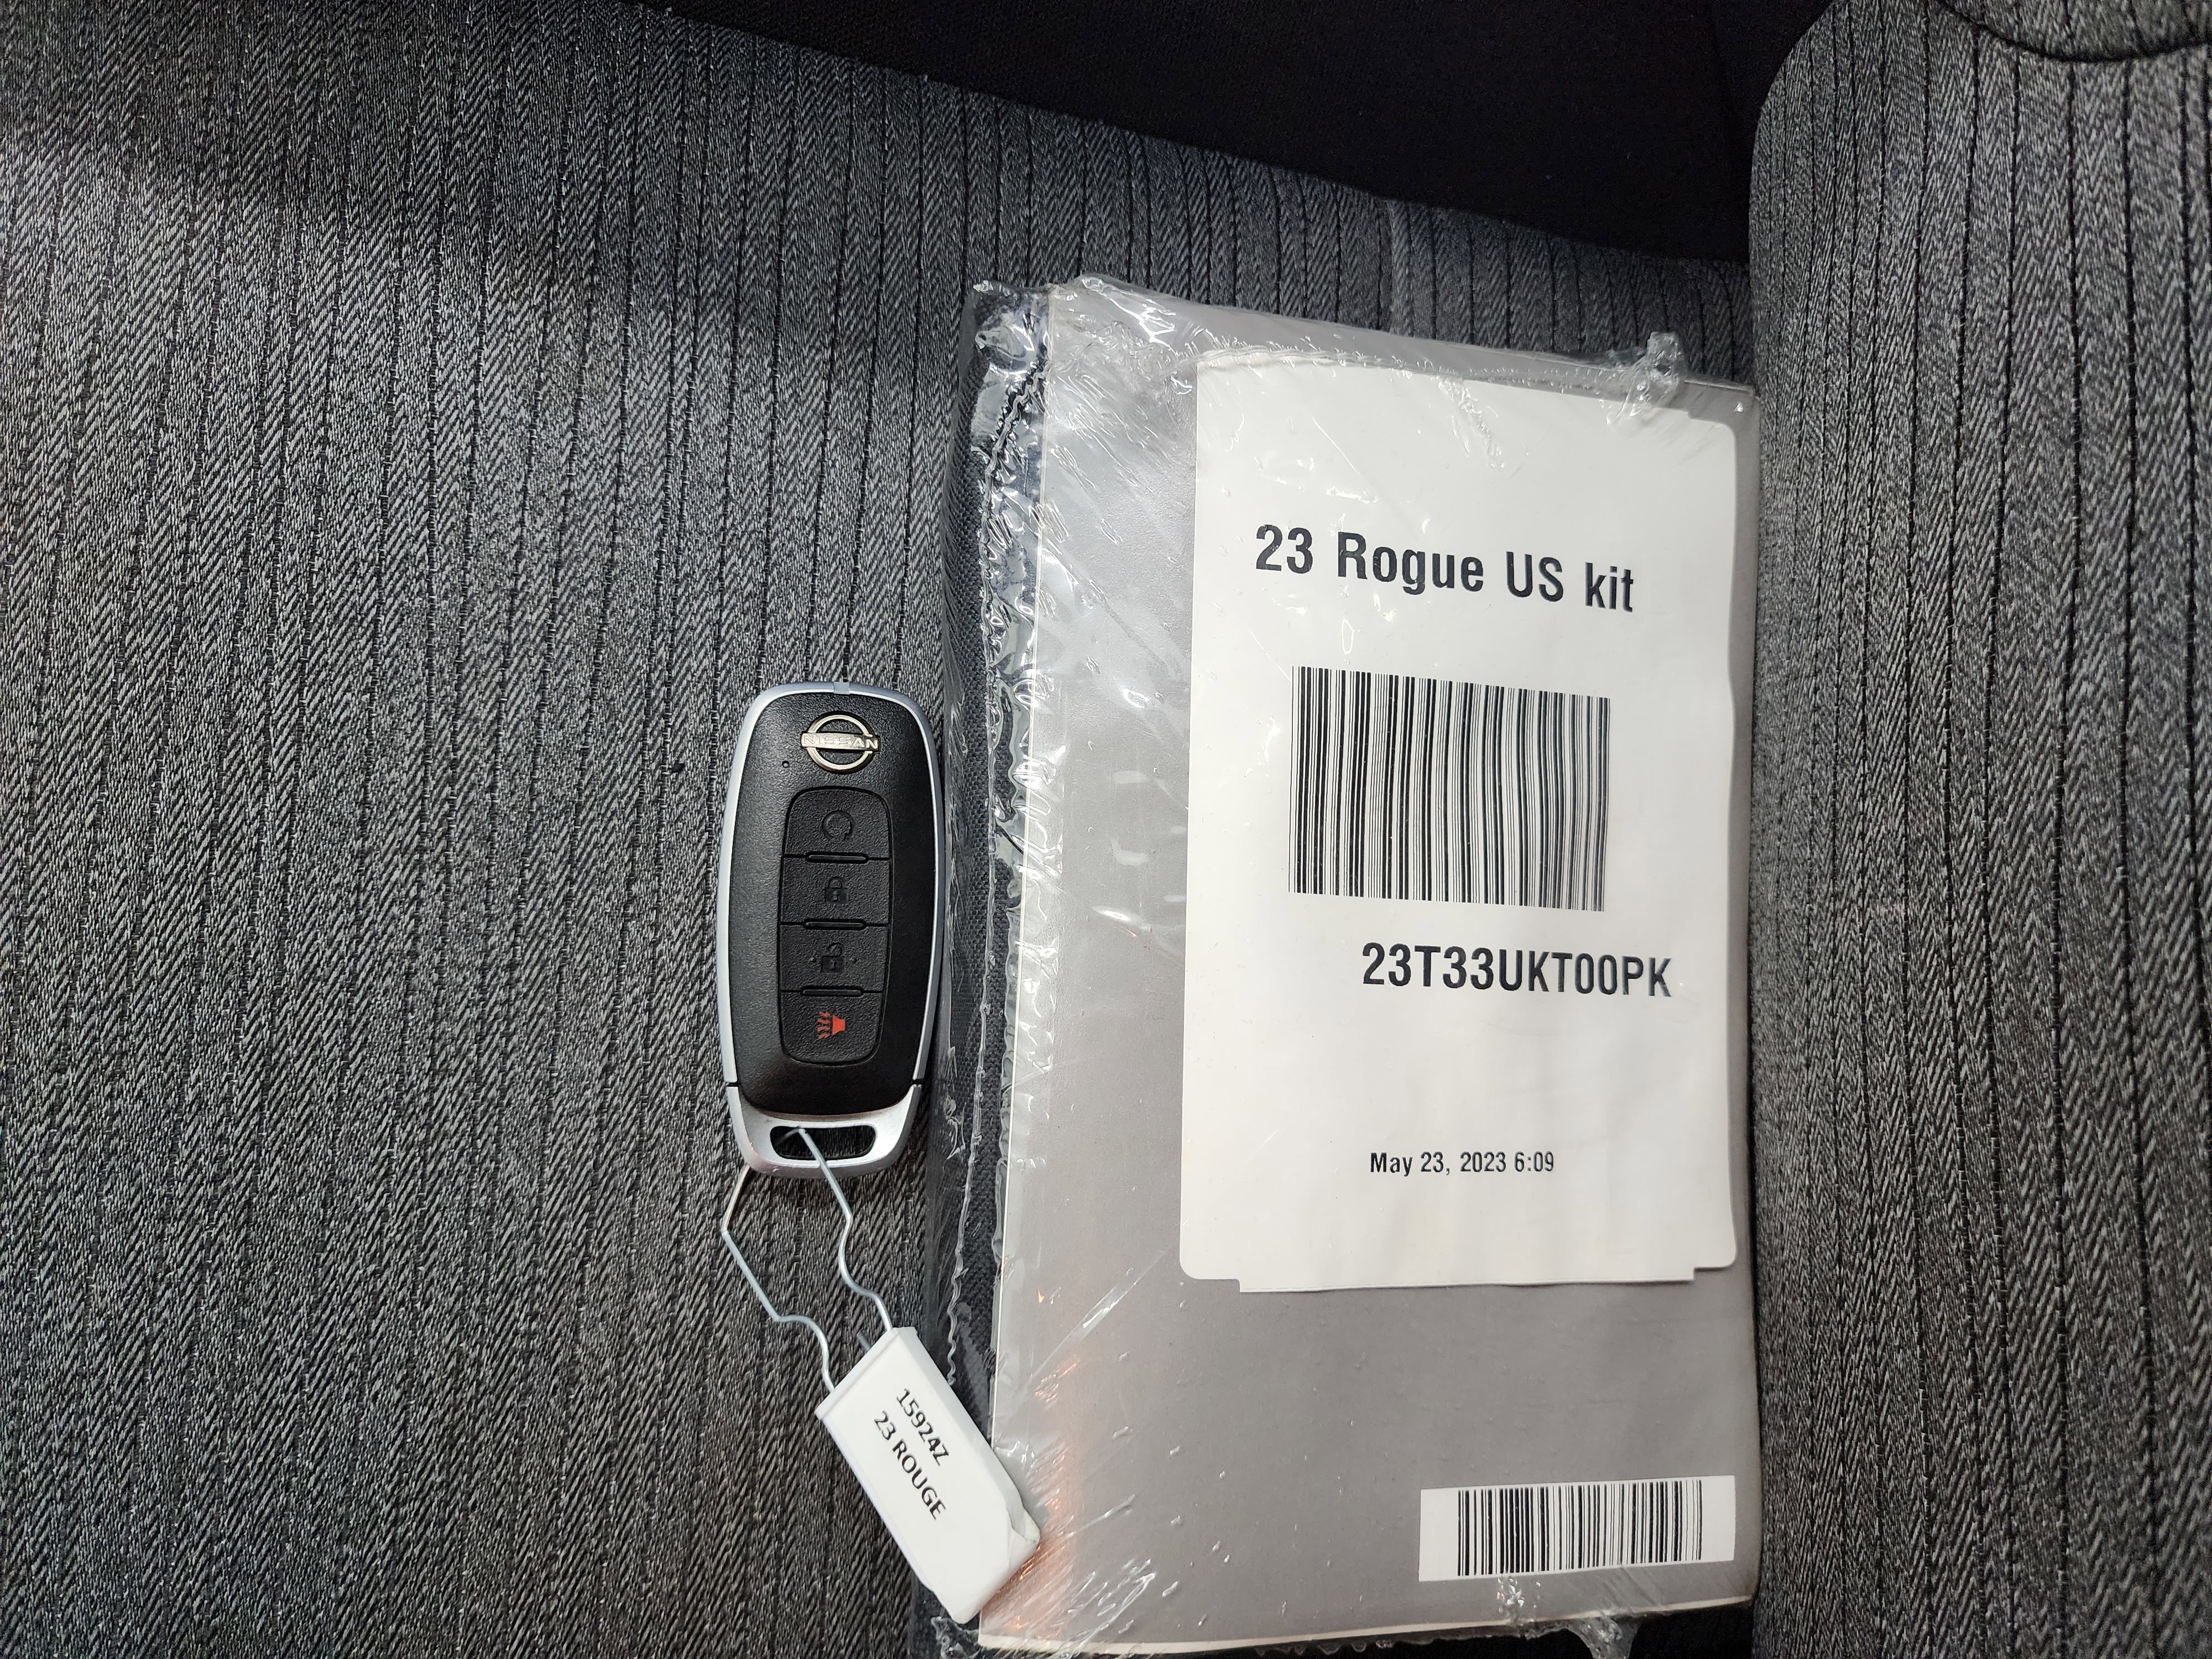 NISSAN
23 Rogue US kit
23T33UKT00PK
May 23, 2023 6:09
15924Z
23 ROUGE